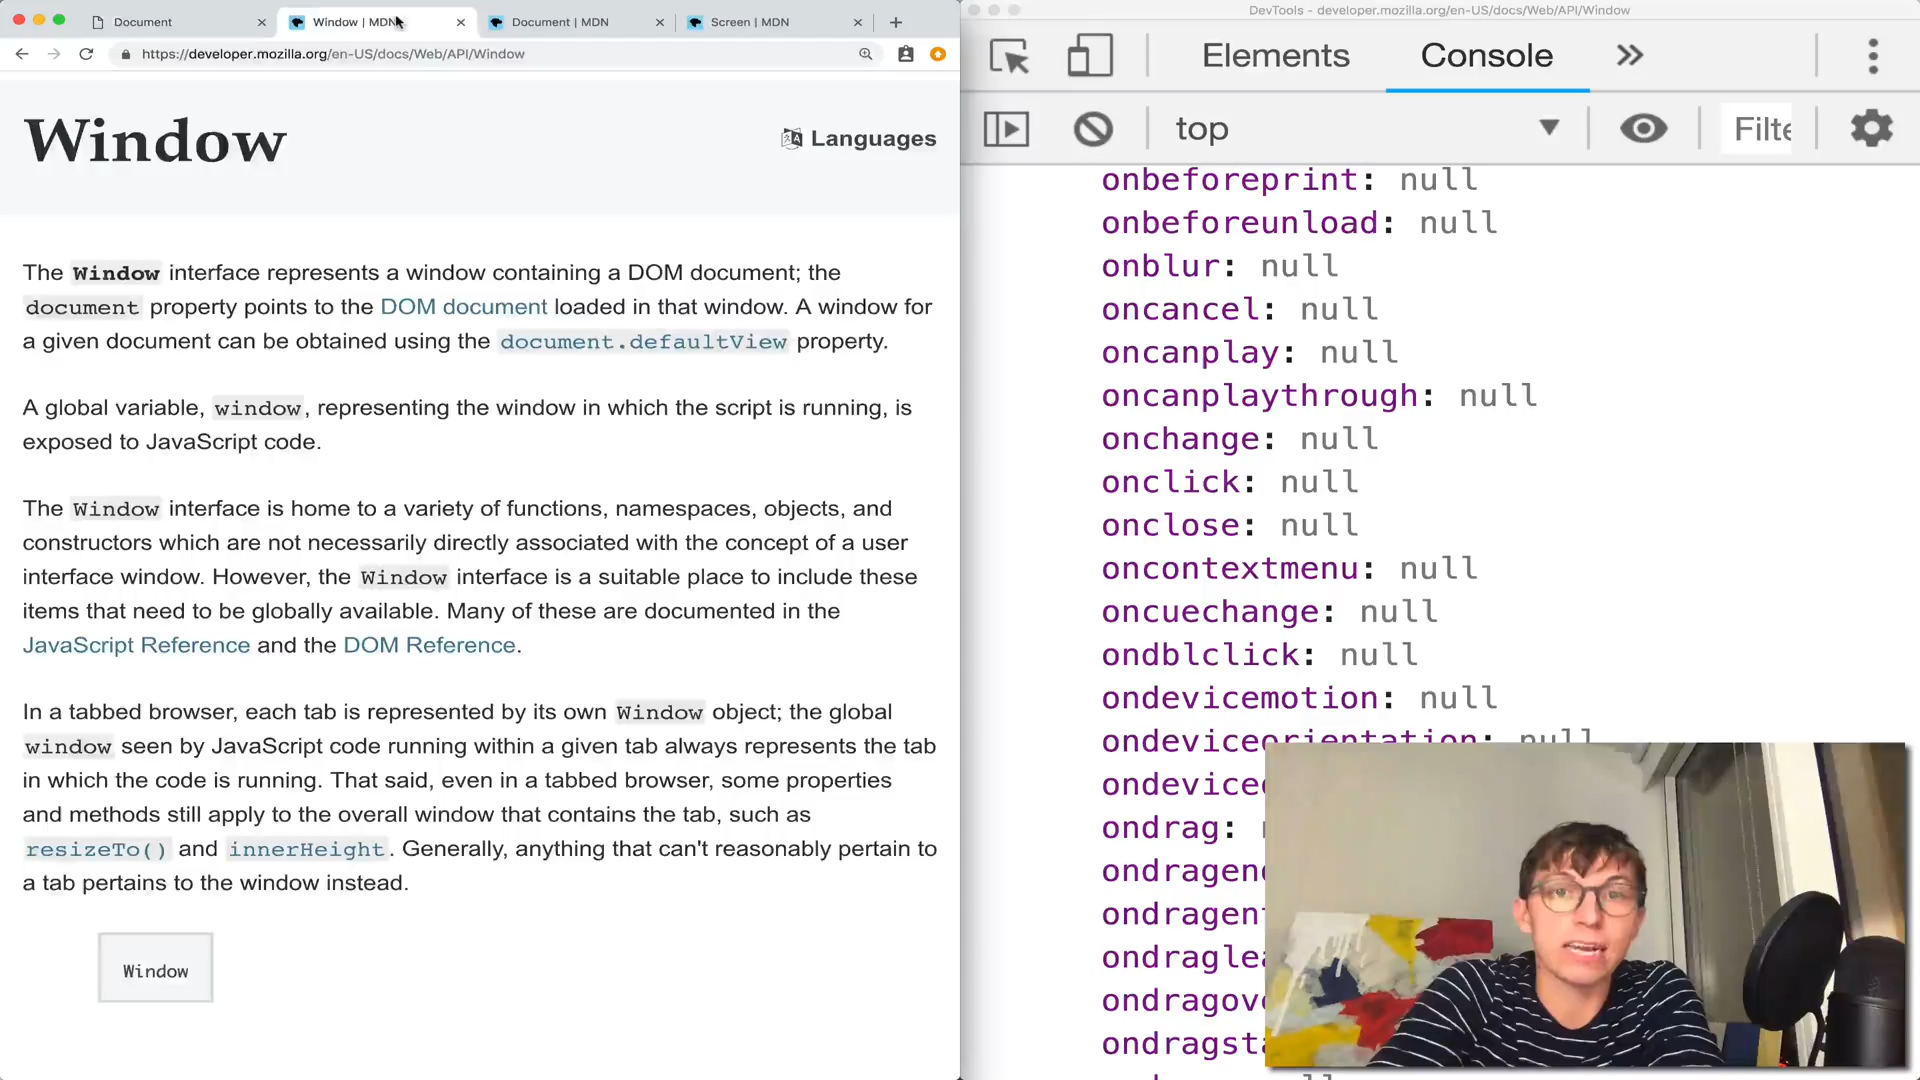 Document
Window | MDN
Document | MDN
Screen | MDN
https://developer.mozilla.org/en-US/docs/Web/API/Window
Window
Languages
The Window interface represents a window containing a DOM document; the
document property points to the DOM document loaded in that window. A window for
a given document can be obtained using the document.defaultView property.
A global variable, window, representing the window in which the script is running, is
exposed to JavaScript code.
The Window interface is home to a variety of functions, namespaces, objects, and
constructors which are not necessarily directly associated with the concept of a user
interface window. However, the Window interface is a suitable place to include these
items that need to be globally available. Many of these are documented in the
JavaScript Reference and the DOM Reference.
In a tabbed browser, each tab is represented by its own Window object; the global
window seen by JavaScript code running within a given tab always represents the tab
in which the code is running. That said, even in a tabbed browser, some properties
and methods still apply to the overall window that contains the tab, such as
resizeTo() and innerHeight. Generally, anything that can't reasonably pertain to
a tab pertains to the window instead.
Window
DevTools - developer.mozilla.org/en-US/docs/Web/API/Window
Elements
Console
top
Filte
onbeforeprint: null
onbeforeunload: null
onblur: null
oncancel: null
oncanplay: null
oncanplaythrough: null
onchange: null
onclick: null
onclose: null
oncontextmenu: null
oncuechange: null
ondblclick: null
ondevicemotion: null
ondeviceorientation: null
ondevice
ondrag:
ondragen
ondragent
ondraglea
ondragov
ondragst